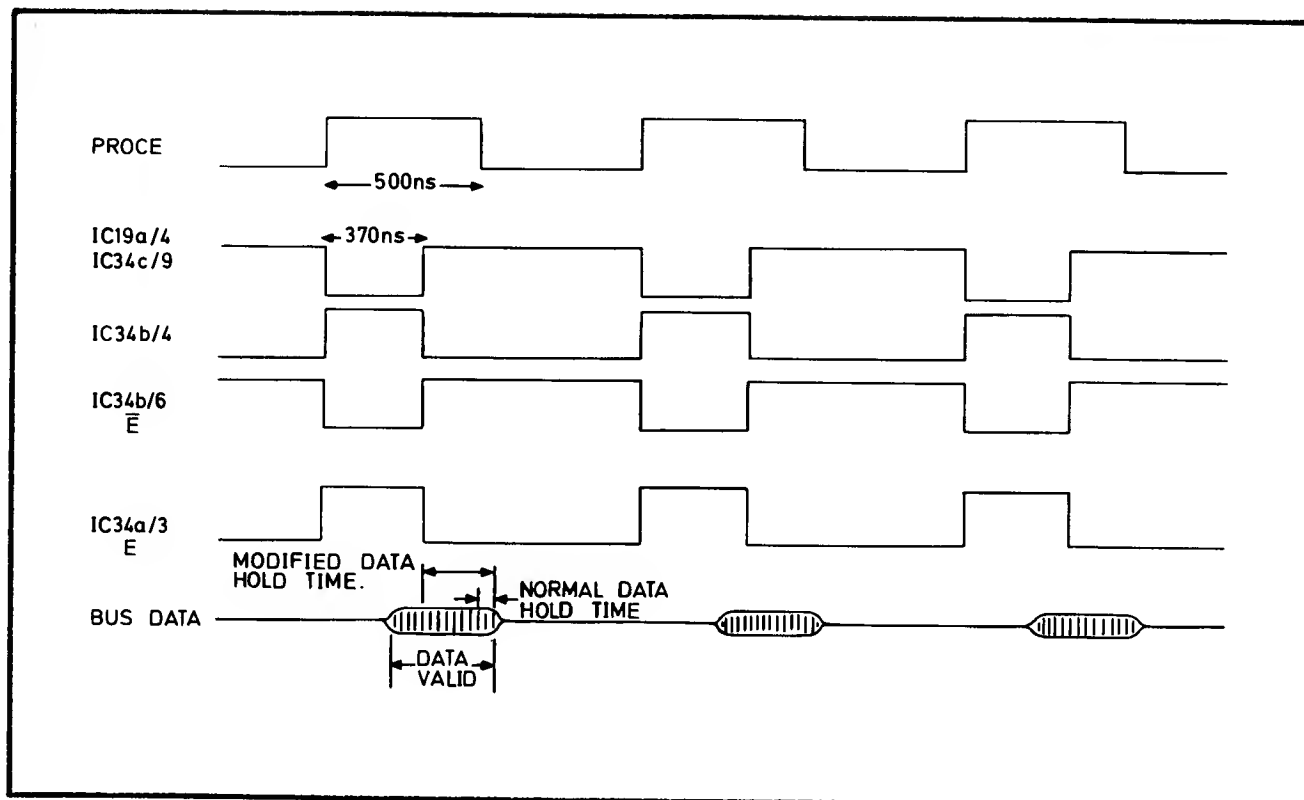 PROCE
500ns
IC19a/4
IC34c/9
370ns
IC34b/4
IC34b/6
E̅
IC34a/3
E
MODIFIED DATA
HOLD TIME.
NORMAL DATA
HOLD TIME
BUS DATA
DATA
VALID